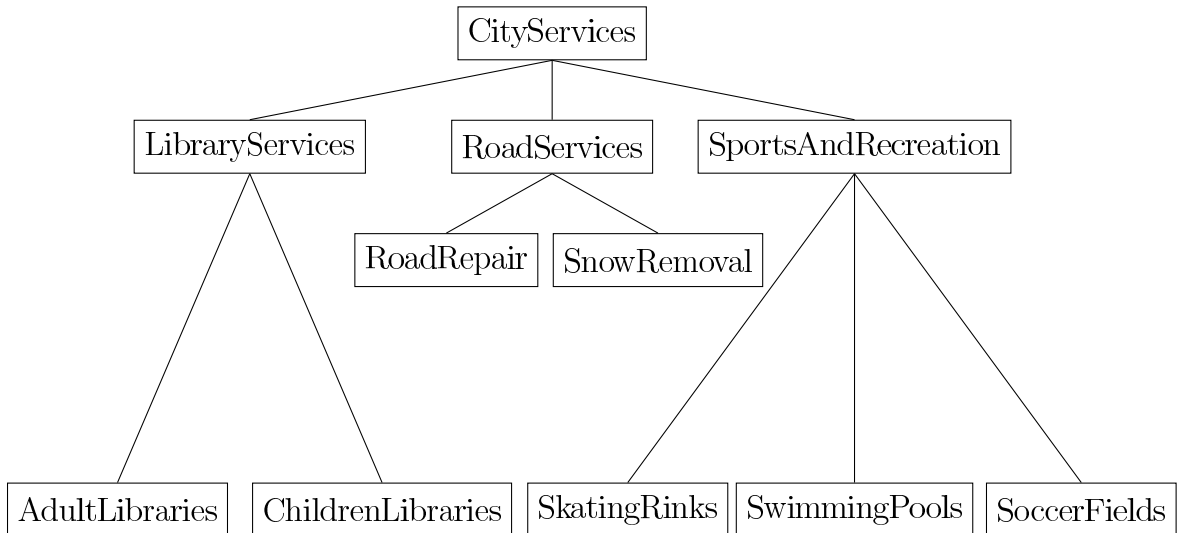 CityServices
LibraryServices
RoadServices
SportsAndRecreation
RoadRepair
SnowRemoval
AdultLibraries
ChildrenLibraries
SkatingRinks
SwimmingPools
SoccerFields